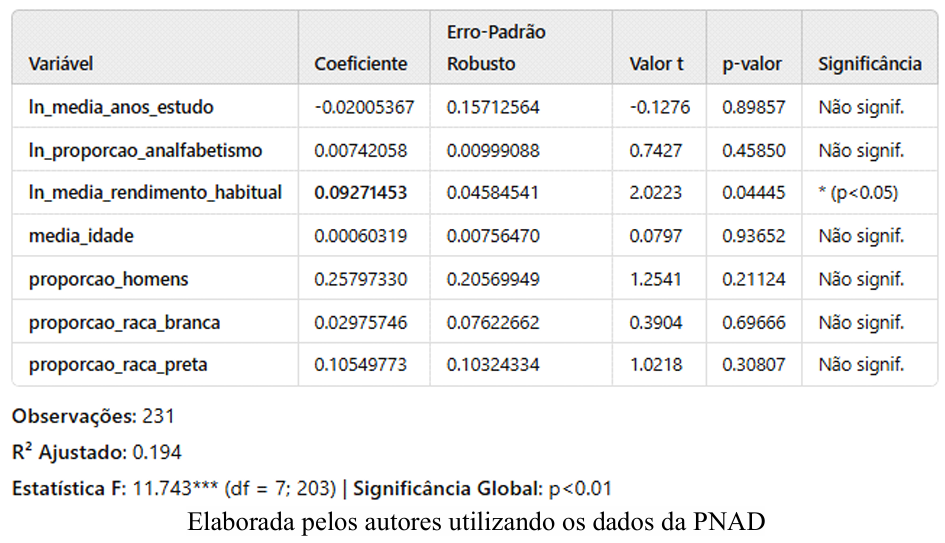 Variável Coeficiente Erro-Padrão Robusto Valor t p-valor Significância
ln_media_anos_estudo -0.02005367 0.15712564 -0.1276 0.89857 Não signif.
ln_proporcao_analfabetismo 0.00742058 0.00999088 0.7427 0.45850 Não signif.
ln_media_rendimento_habitual 0.09271453 0.04584541 2.0223 0.04445 * (p<0.05)
media_idade 0.00060319 0.00756470 0.0797 0.93652 Não signif.
proporcao_homens 0.25797330 0.20569949 1.2541 0.21124 Não signif.
proporcao_raca_branca 0.02975746 0.07622662 0.3904 0.69666 Não signif.
proporcao_raca_preta 0.10549773 0.10324334 1.0218 0.30807 Não signif.
Observações: 231
R² Ajustado: 0.194
Estatística F: 11.743*** (df = 7; 203) | Significância Global: p<0.01
Elaborada pelos autores utilizando os dados da PNAD